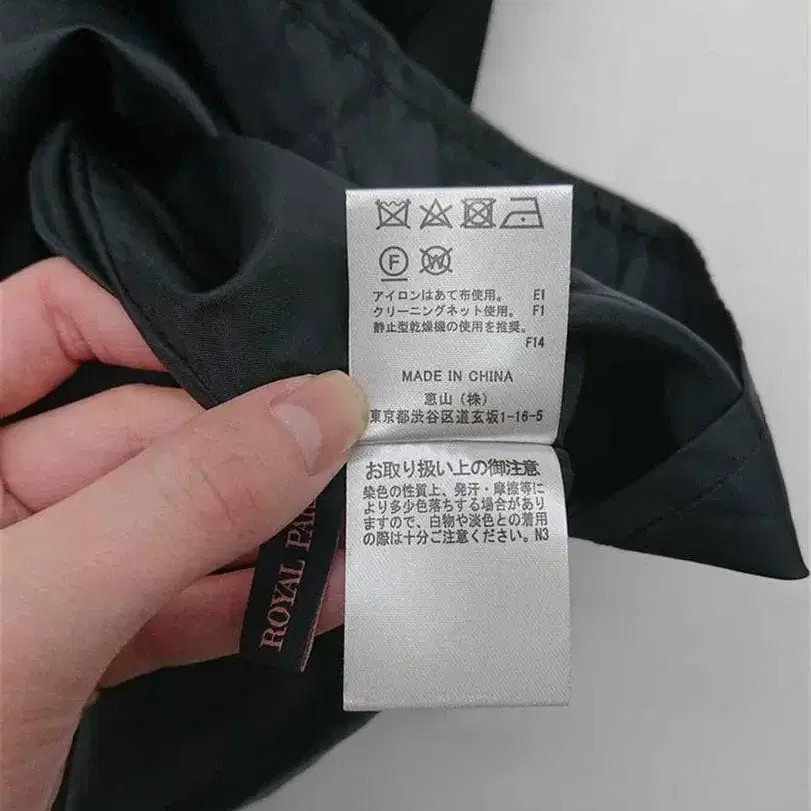 F W
アイロンはあて布使用。 E1
クリーニングネット使用。 F1
静止型乾燥機の使用を推奨。
F14
MADE IN CHINA
恵山(株)
東京都渋谷区道玄坂1-16-5
お取り扱い上の御注意
染色の性質上、発汗・摩擦等に
より多少色落ちする場合があり
ますので、白物や淡色との着用
の際は十分ご注意ください。N3
ROYAL